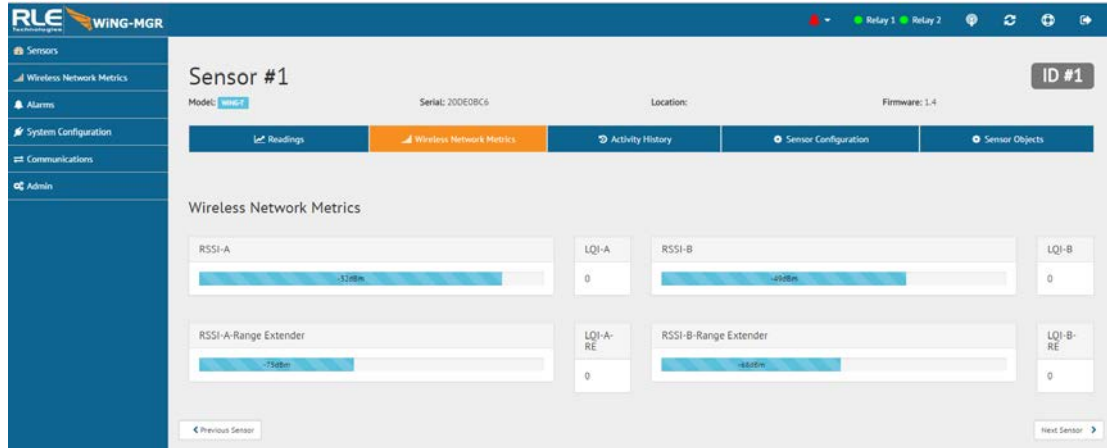 RLE Technologies WiNG-MGR
Relay 1 Relay 2
Sensors
Wireless Network Metrics
Alarms
System Configuration
Communications
Admin
Sensor #1
ID #1
Model: WiNG-T Serial: 20DE0BC6 Location: Firmware: 1.4
Readings Wireless Network Metrics Activity History Sensor Configuration Sensor Objects
Wireless Network Metrics
RSSI-A LQI-A RSSI-B LQI-B
-32dBm 0 -49dBm 0
RSSI-A-Range Extender LQI-A-RE RSSI-B-Range Extender LQI-B-RE
-75dBm 0 -68dBm 0
Previous Sensor Next Sensor